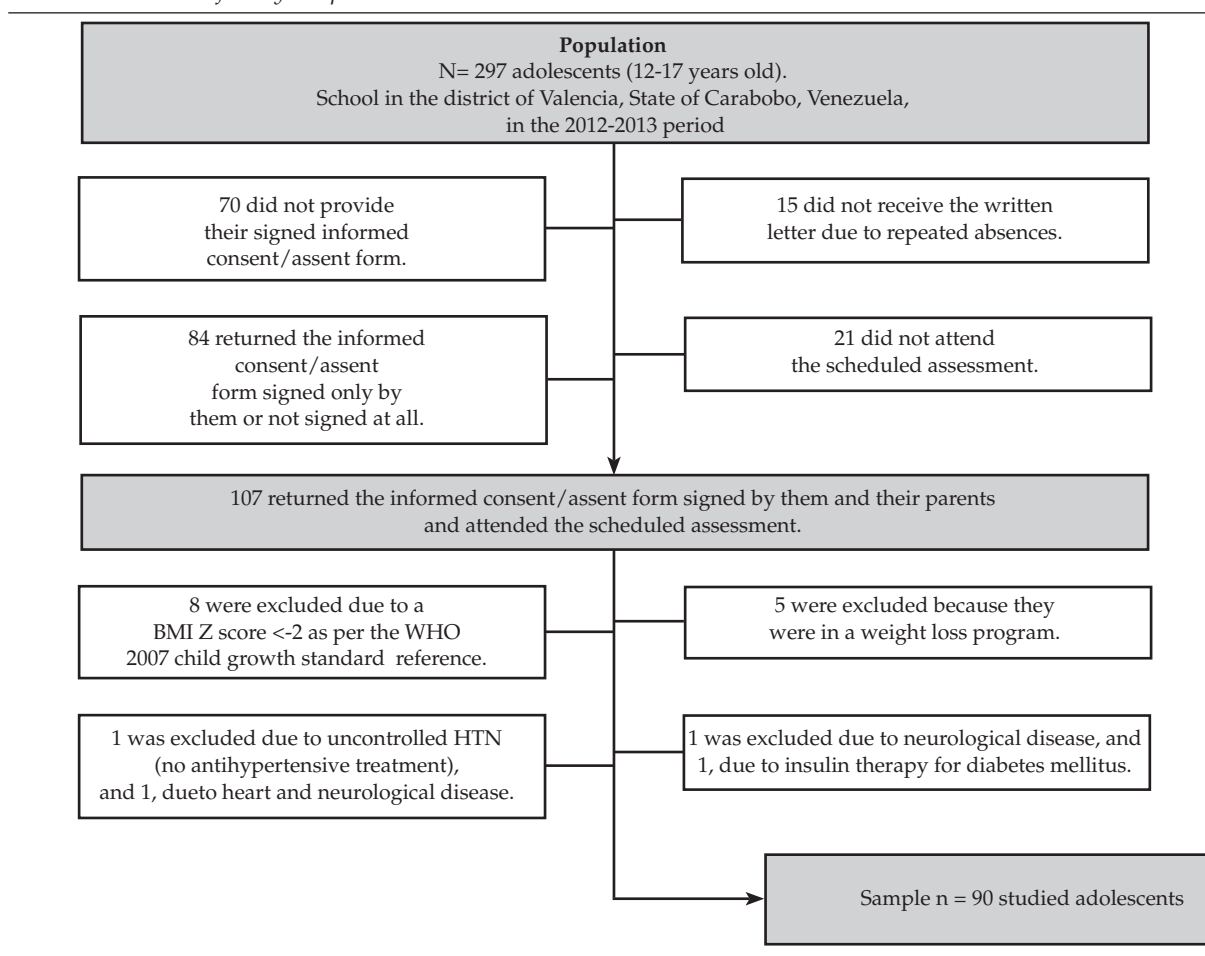 Population
N= 297 adolescents (12-17 years old).
School in the district of Valencia, State of Carabobo, Venezuela,
in the 2012-2013 period
70 did not provide
their signed informed
consent/assent form.
15 did not receive the written
letter due to repeated absences.
84 returned the informed
consent/assent
form signed only by
them or not signed at all.
21 did not attend
the scheduled assessment.
107 returned the informed consent/assent form signed by them and their parents
and attended the scheduled assessment.
8 were excluded due to a
BMI Z score <-2 as per the WHO
2007 child growth standard reference.
5 were excluded because they
were in a weight loss program.
1 was excluded due to uncontrolled HTN
(no antihypertensive treatment),
and 1, dueto heart and neurological disease.
1 was excluded due to neurological disease, and
1, due to insulin therapy for diabetes mellitus.
Sample n = 90 studied adolescents